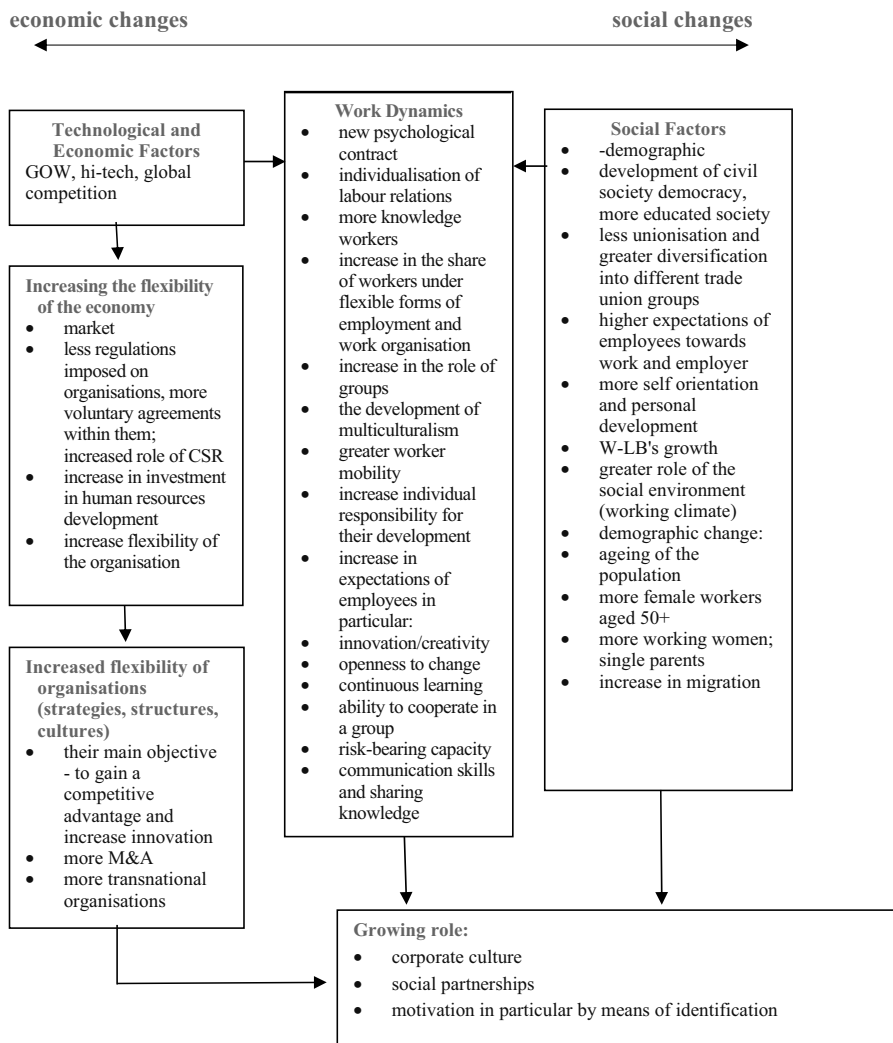 economic changes
social changes
Technological and
Economic Factors
GOW, hi-tech, global
competition
Increasing the flexibility
of the economy
• market
• less regulations
imposed on
organisations, more
voluntary agreements
within them;
increased role of CSR
• increase in investment
in human resources
development
• increase flexibility of
the organisation
Increased flexibility of
organisations
(strategies, structures,
cultures)
• their main objective
- to gain a
competitive
advantage and
increase innovation
• more M&A
• more transnational
organisations
Work Dynamics
• new psychological
contract
• individualisation of
labour relations
• more knowledge
workers
• increase in the share
of workers under
flexible forms of
employment and
work organisation
• increase in the role of
groups
• the development of
multiculturalism
• greater worker
mobility
• increase individual
responsibility for
their development
• increase in
expectations of
employees in
particular:
• innovation/creativity
• openness to change
• continuous learning
• ability to cooperate in
a group
• risk-bearing capacity
• communication skills
and sharing
knowledge
Social Factors
• -demographic
• development of civil
society democracy,
more educated society
• less unionisation and
greater diversification
into different trade
union groups
• higher expectations of
employees towards
work and employer
• more self orientation
and personal
development
• W-LB's growth
• greater role of the
social environment
(working climate)
• demographic change:
• ageing of the
population
• more female workers
aged 50+
• more working women;
single parents
• increase in migration
Growing role:
• corporate culture
• social partnerships
• motivation in particular by means of identification